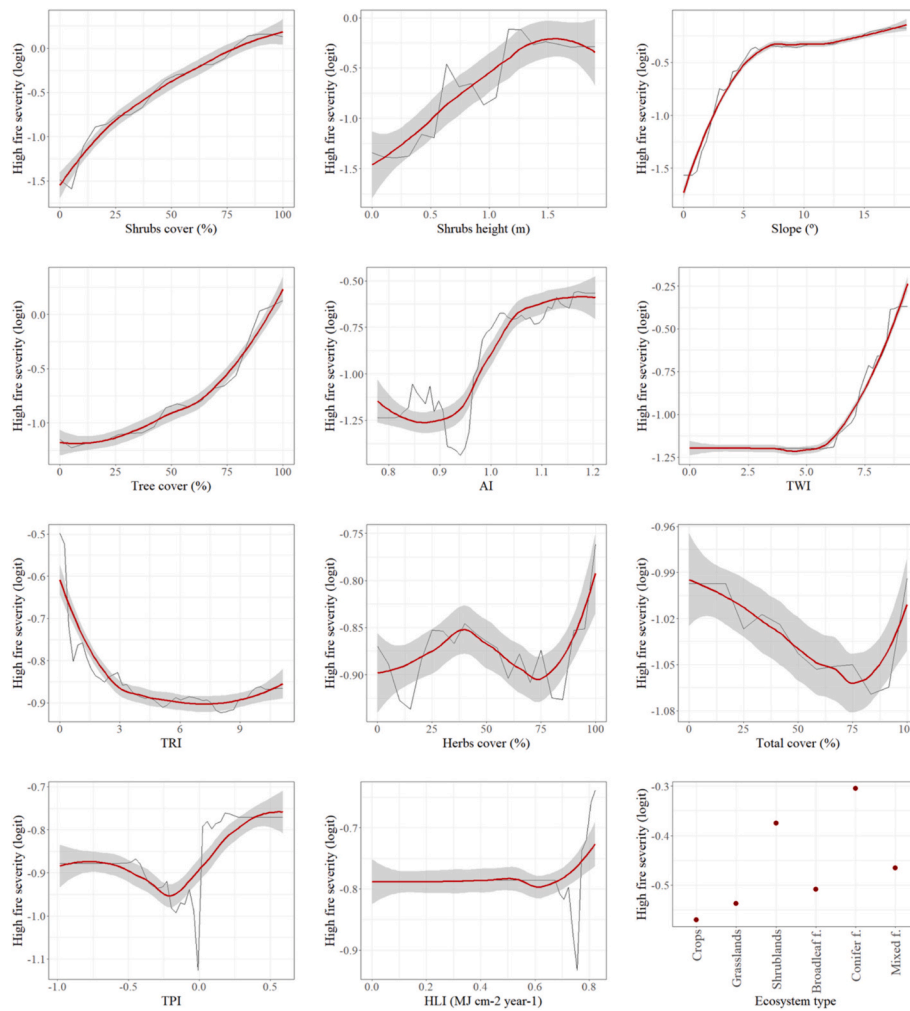 High fire severity (logit)
0.0
-0.5
-1.0
-1.5
0 25 50 75 100
Shrubs cover (%)
High fire severity (logit)
-0.0
-0.5
-1.0
-1.5
0.0 0.5 1.0 1.5
Shrubs height (m)
High fire severity (logit)
-0.5
-1.0
-1.5
0 5 10 15
Slope (º)
High fire severity (logit)
0.0
-0.5
-1.0
0 25 50 75 100
Tree cover (%)
High fire severity (logit)
-0.50
-0.75
-1.00
-1.25
0.8 0.9 1.0 1.1 1.2
AI
High fire severity (logit)
-0.25
-0.50
-0.75
-1.00
-1.25
0.0 2.5 5.0 7.5
TWI
High fire severity (logit)
-0.5
-0.6
-0.7
-0.8
-0.9
0 3 6 9
TRI
High fire severity (logit)
-0.75
-0.80
-0.85
-0.90
0 25 50 75 100
Herbs cover (%)
High fire severity (logit)
-0.96
-0.99
-1.02
-1.05
-1.08
0 25 50 75
Total cover (%)
High fire severity (logit)
-0.7
-0.8
-0.9
-1.0
-1.1
-1.0 -0.5 0.0 0.5
TPI
High fire severity (logit)
-0.7
-0.8
-0.9
0.0 0.2 0.4 0.6 0.8
HLI (MJ cm-2 year-1)
High fire severity (logit)
-0.3
-0.4
-0.5
Crops
Grasslands
Shrublands
Broadleaf f.
Conifer f.
Mixed f.
Ecosystem type